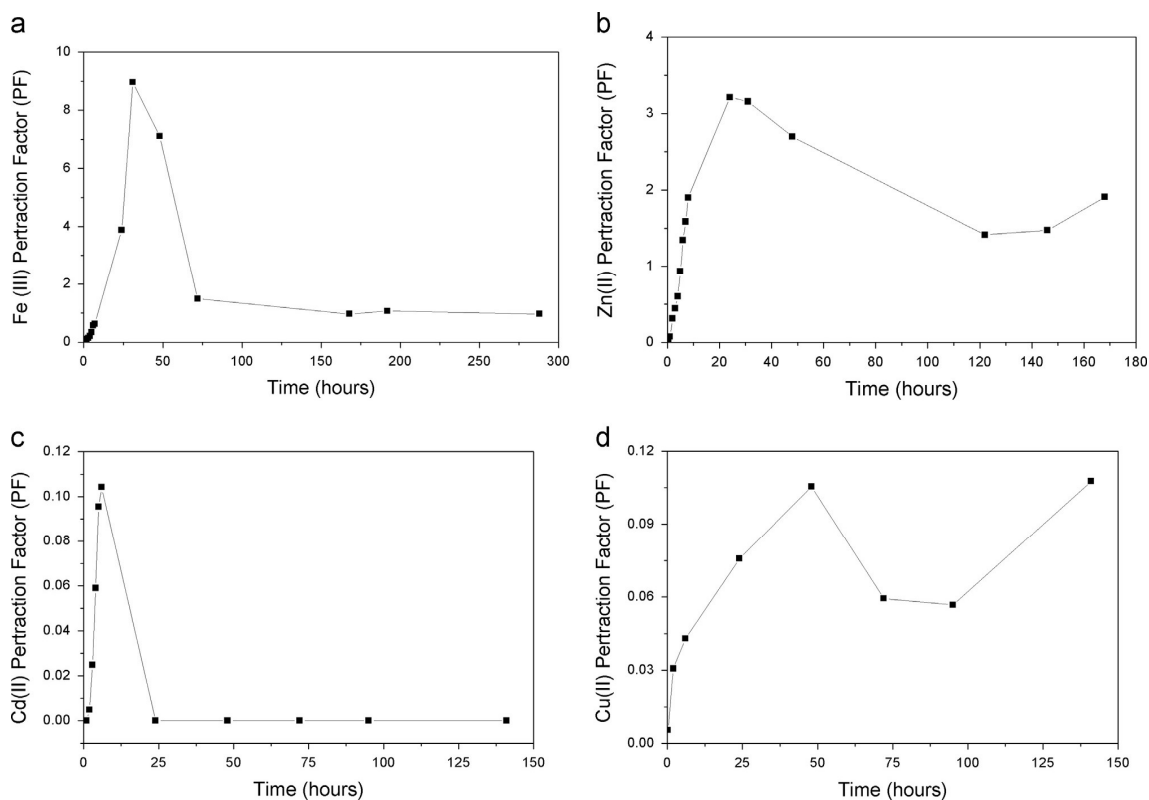 a
Fe (III) Pertraction Factor (PF)
10
8
6
4
2
0
0 50 100 150 200 250 300
Time (hours)
b
Zn(II) Pertraction Factor (PF)
4
3
2
1
0
0 20 40 60 80 100 120 140 160 180
Time (hours)
c
Cd(II) Pertraction Factor (PF)
0.12
0.10
0.08
0.06
0.04
0.02
0.00
0 25 50 75 100 125 150
Time (hours)
d
Cu(II) Pertraction Factor (PF)
0.12
0.09
0.06
0.03
0.00
0 25 50 75 100 125 150
Time (hours)